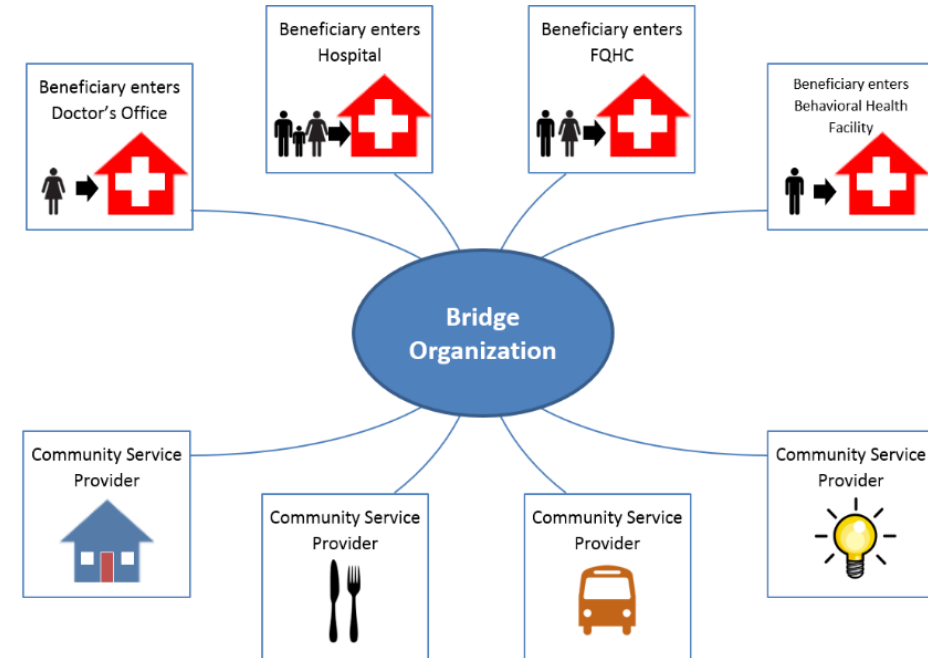 Beneficiary enters
Doctor's Office
Beneficiary enters
Hospital
Beneficiary enters
FQHC
Beneficiary enters
Behavioral Health
Facility
Bridge
Organization
Community Service
Provider
Community Service
Provider
Community Service
Provider
Community Service
Provider